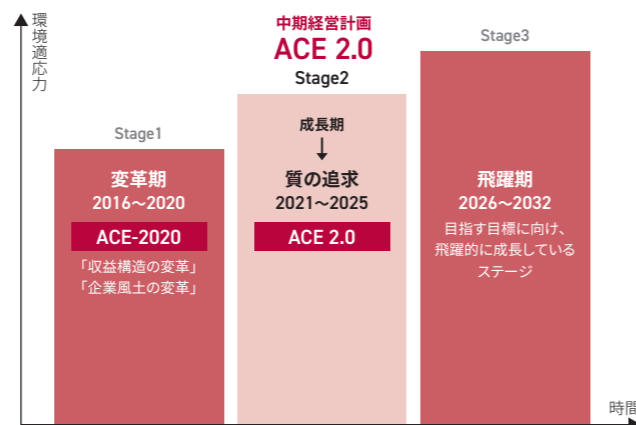 環境適応力
中期経営計画
ACE 2.0
Stage1
Stage2
Stage3
変革期
2016～2020
ACE-2020
「収益構造の変革」
「企業風土の変革」
成長期
質の追求
2021～2025
ACE 2.0
飛躍期
2026～2032
目指す目標に向け、
飛躍的に成長している
ステージ
時間